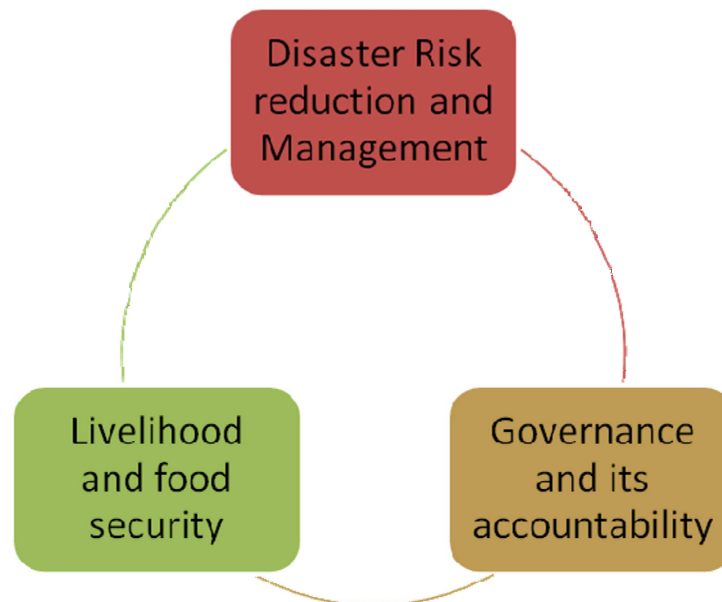 Disaster Risk
reduction and
Management
Livelihood
and food
security
Governance
and its
accountability